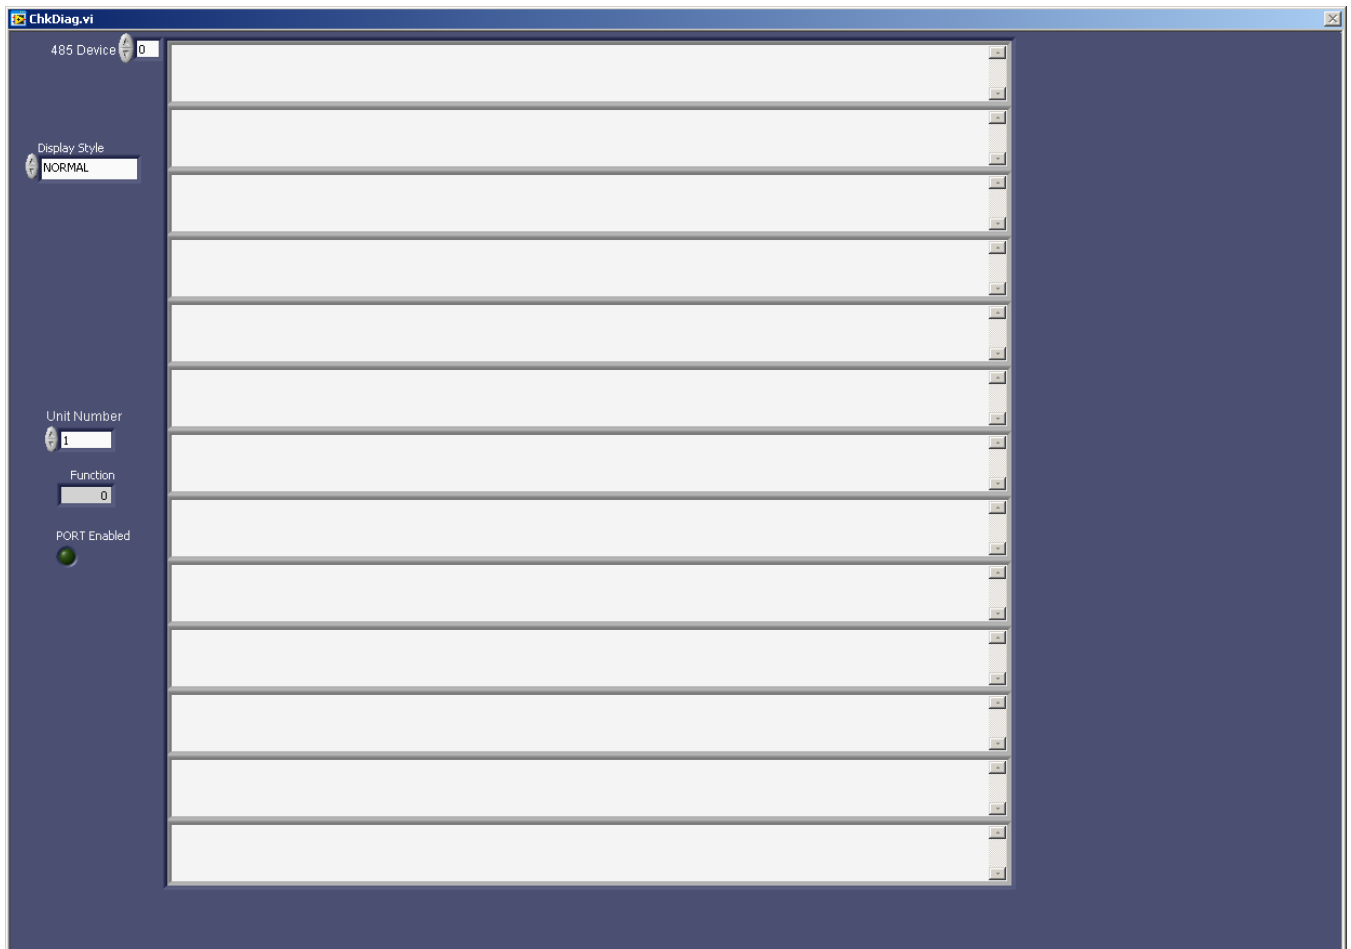 ChkDiag.vi
485 Device 0
Display Style
NORMAL
Unit Number
1
Function
0
PORT Enabled